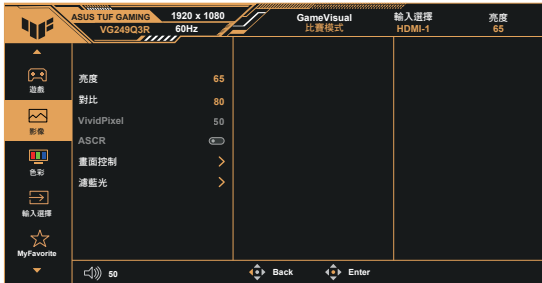 ASUS TUF GAMING 1920 x 1080 GameVisual 輸入選擇 亮度
VG249Q3R 60Hz 比賽模式 HDMI-1 65
遊戲
影像
色彩
輸入選擇
MyFavorite
亮度 65
對比 80
VividPixel 50
ASCR
畫面控制
濾藍光
50 Back Enter